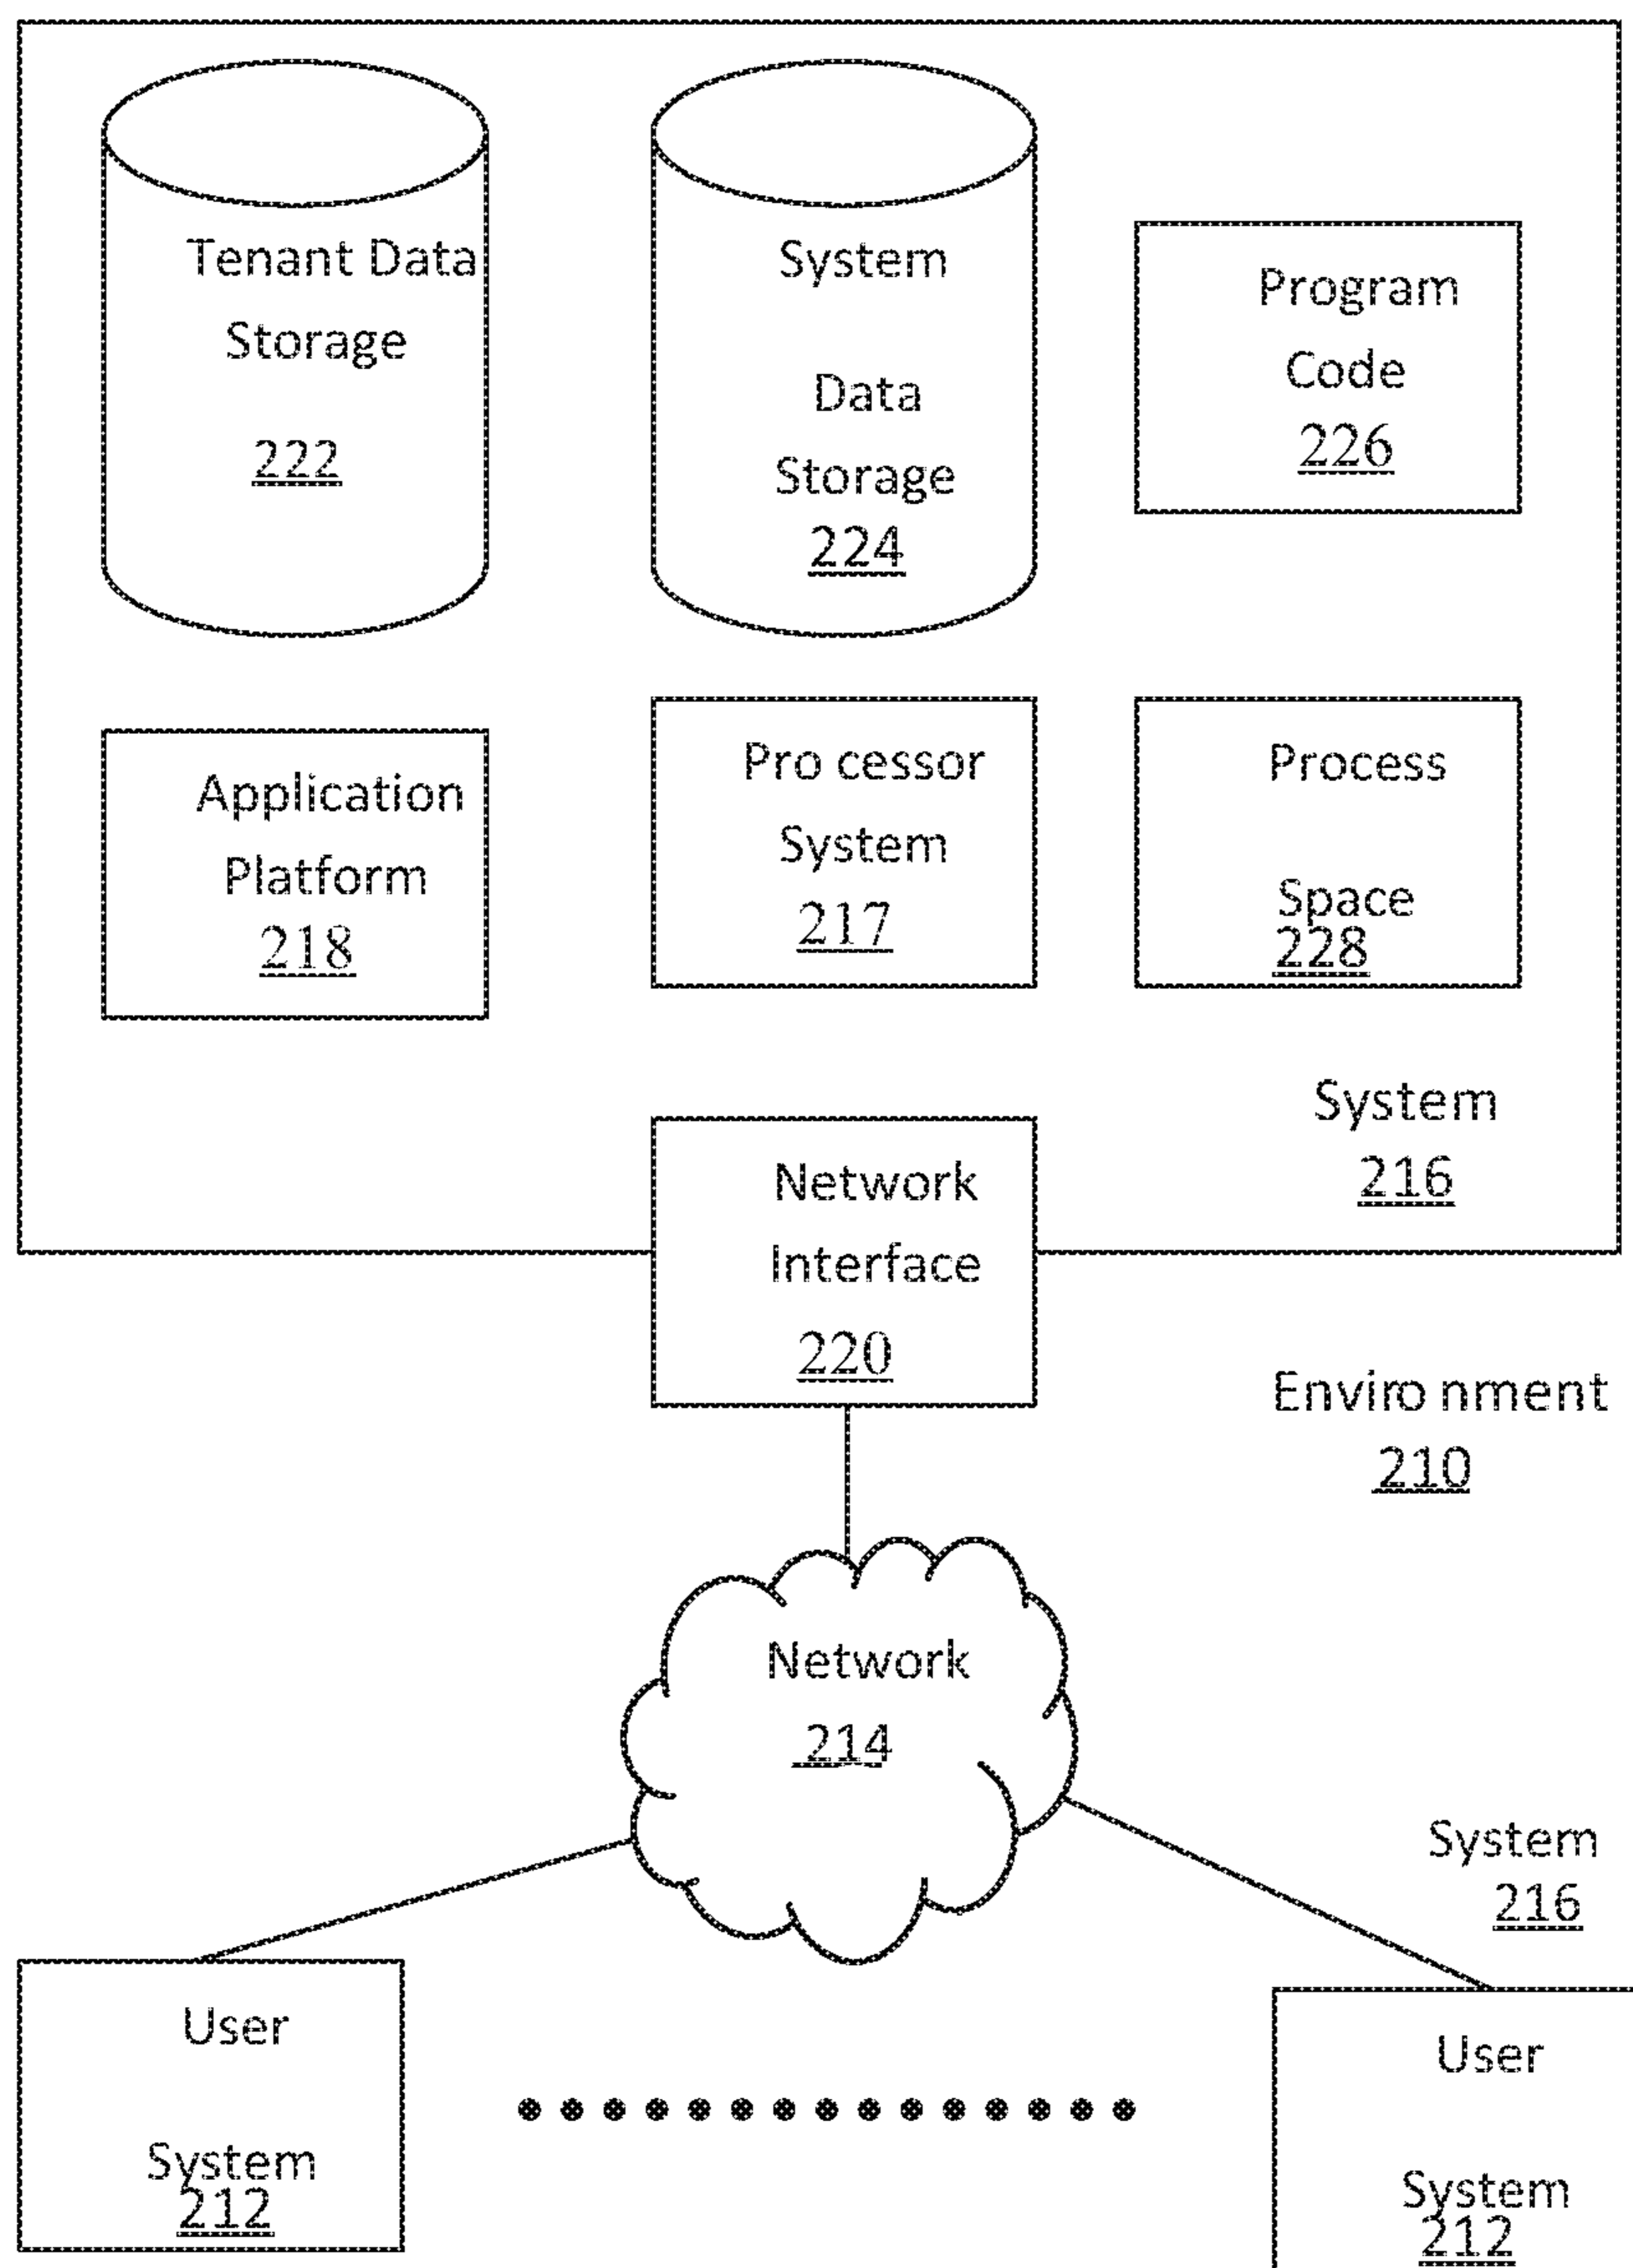 Tenant Data
Storage
222
System
Data
Storage
224
Program
Code
226
Application
Platform
218
Pro cessor
System
217
Process
Space
228
System
216
Network
Interface
220
Enviro nment
210
Network
214
System
216
User
System
212
User
System
212